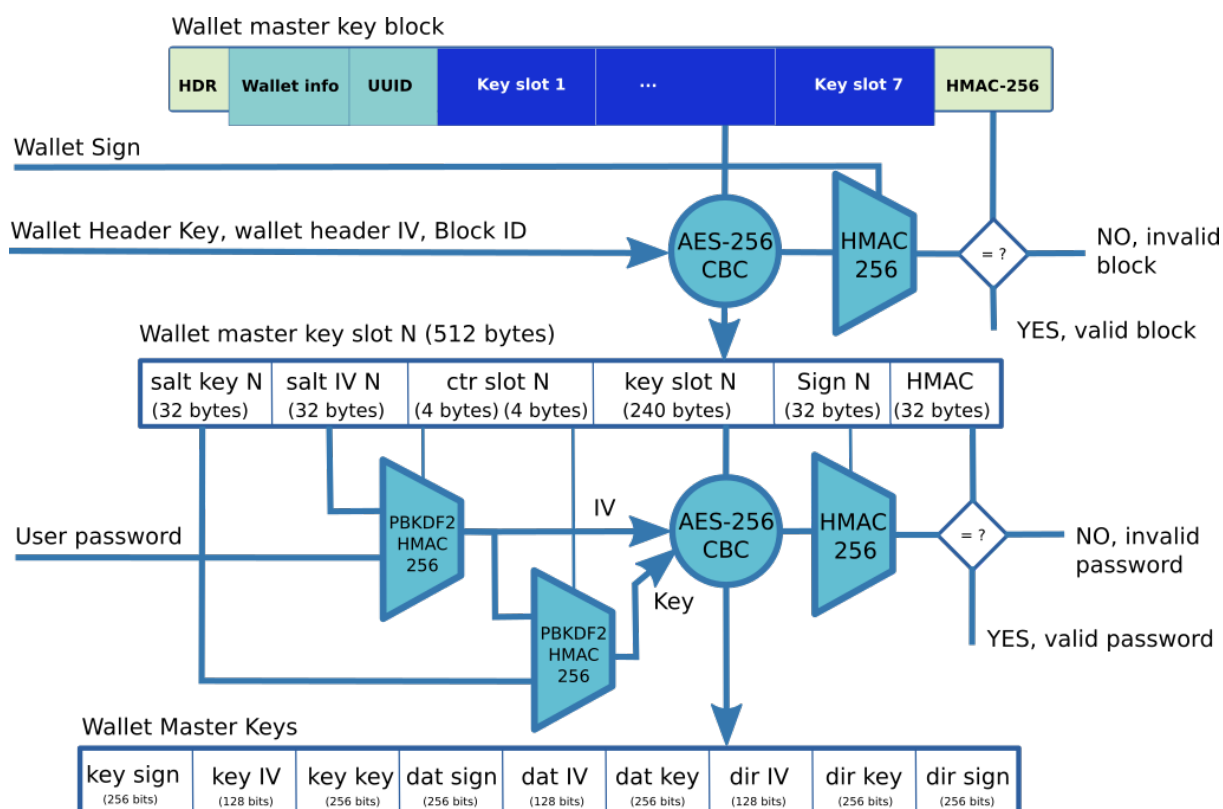 Wallet master key block
HDR Wallet info UUID Key slot 1 ... Key slot 7 HMAC-256
Wallet Sign
Wallet Header Key, wallet header IV, Block ID
AES-256
CBC
HMAC
256
= ?
NO, invalid
block
YES, valid block
Wallet master key slot N (512 bytes)
salt key N salt IV N ctr slot N key slot N Sign N HMAC
(32 bytes) (32 bytes) (4 bytes) (4 bytes) (240 bytes) (32 bytes) (32 bytes)
User password
PBKDF2
HMAC
256
IV
AES-256
CBC
HMAC
256
= ?
NO, invalid
password
Key
PBKDF2
HMAC
256
YES, valid password
Wallet Master Keys
key sign key IV key key dat sign dat IV dat key dir IV dir key dir sign
(256 bits) (128 bits) (256 bits) (256 bits) (128 bits) (256 bits) (128 bits) (256 bits) (256 bits)